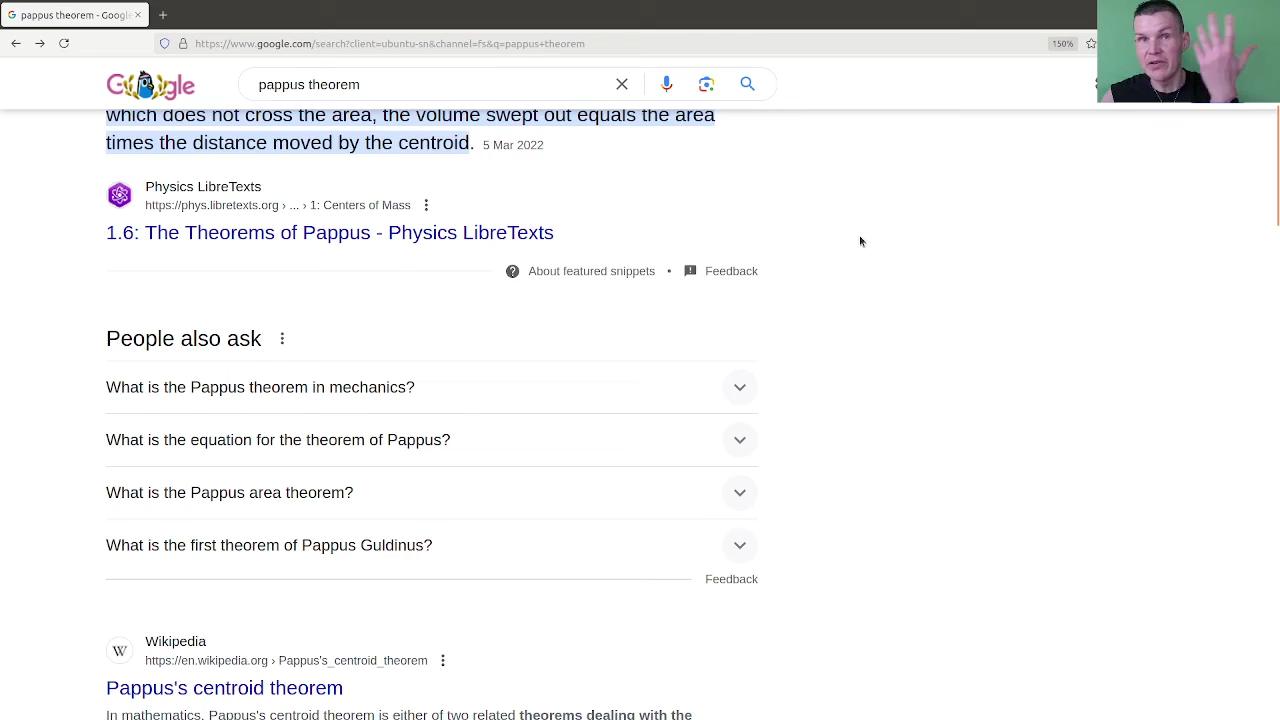 pappus theorem - Googl
https://www.google.com/search?client=ubuntu-sn&channel=fs&q=pappus+theorem
150%
Google
pappus theorem
which does not cross the area, the volume swept out equals the area
times the distance moved by the centroid. 5 Mar 2022
Physics LibreTexts
https://phys.libretexts.org › ... › 1: Centers of Mass
1.6: The Theorems of Pappus - Physics LibreTexts
About featured snippets • Feedback
People also ask
What is the Pappus theorem in mechanics?
What is the equation for the theorem of Pappus?
What is the Pappus area theorem?
What is the first theorem of Pappus Guldinus?
Feedback
W
Wikipedia
https://en.wikipedia.org › Pappus's_centroid_theorem
Pappus's centroid theorem
In mathematics, Pappus's centroid theorem is either of two related theorems dealing with the